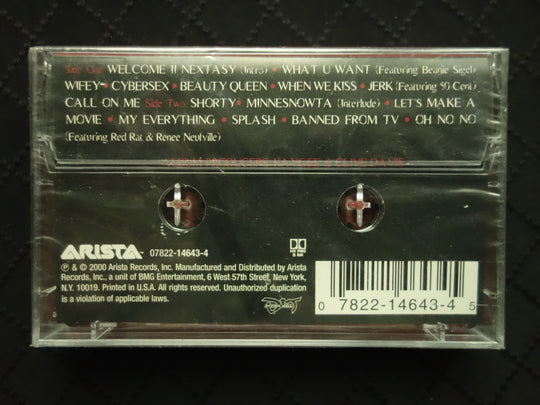 Side One WELCOME II NEXTASY (Intro) • WHAT U WANT (Featuring Beanie Sigel)
WIFEY • CYBERSEX • BEAUTY QUEEN • WHEN WE KISS • JERK (Featuring 50 Cent)
CALL ON ME Side Two SHORTY • MINNESNOWTA (Interlude) • LET'S MAKE A
MOVIE • MY EVERYTHING • SPLASH • BANNED FROM TV • OH NO NO
(Featuring Red Rat & Renee Neufville)
PRODUCERS: KAYGEE & CLIVE DAVIS
ARISTA 07822-14643-4
℗ & © 2000 Arista Records, Inc. Manufactured and Distributed by Arista
Records, Inc., a unit of BMG Entertainment, 6 West 57th Street, New York,
N.Y. 10019. Printed in U.S.A. All rights reserved. Unauthorized duplication
is a violation of applicable laws.
0 7822-14643-4 5